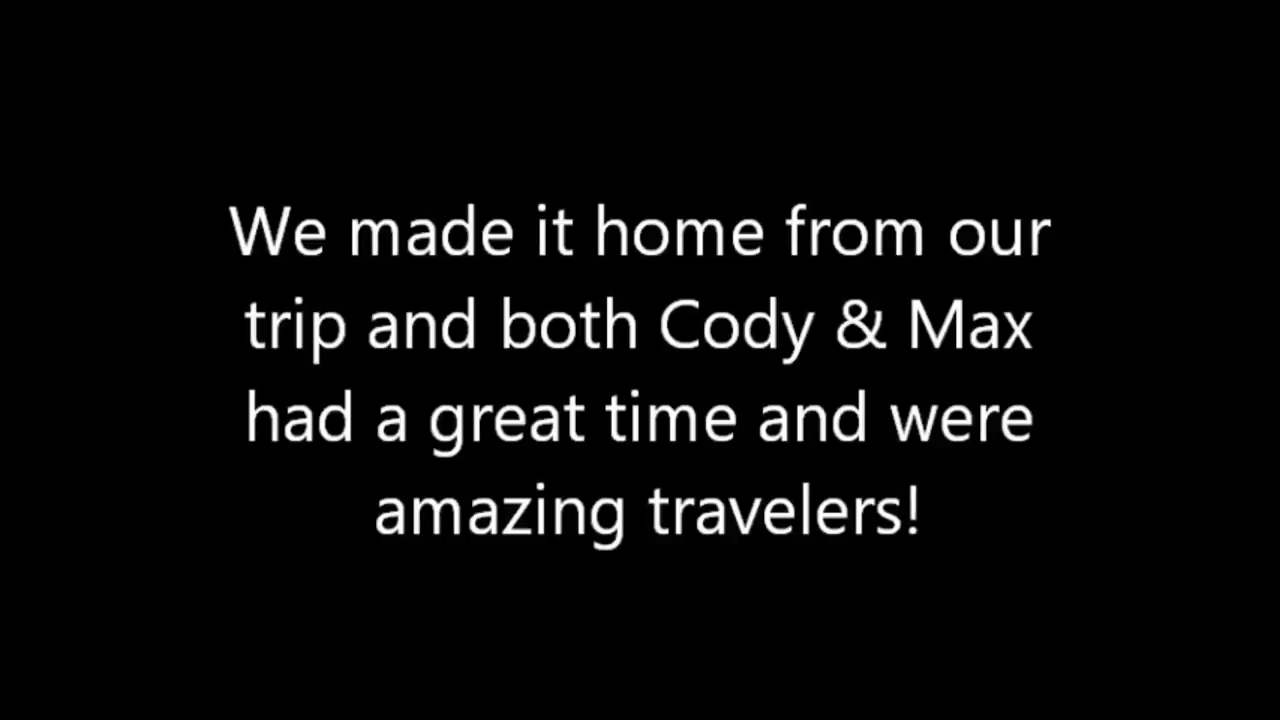 We made it home from our
trip and both Cody & Max
had a great time and were
amazing travelers!